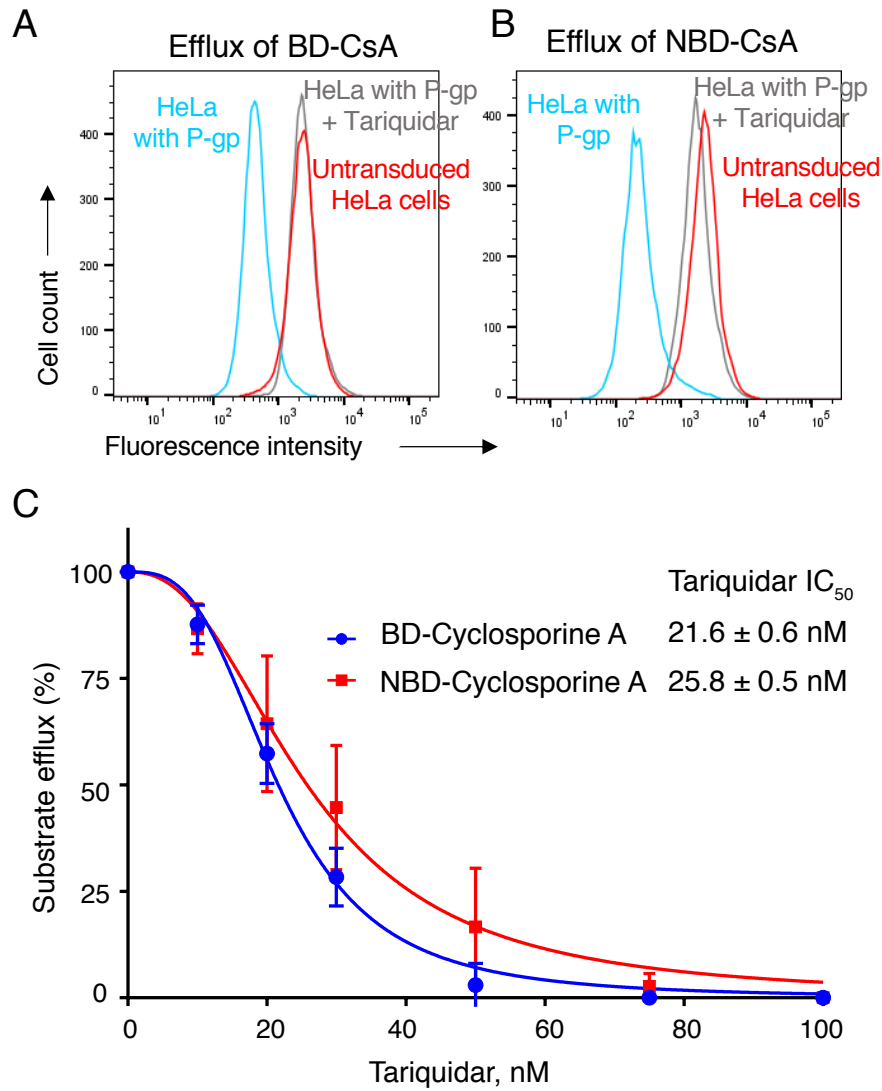 A
Efflux of BD-CsA
HeLa
with P-gp
HeLa with P-gp
+ Tariquidar
Untransduced
HeLa cells
400
300
200
100
0
10¹
10²
10³
10⁴
10⁵
Cell count
Fluorescence intensity
B
Efflux of NBD-CsA
HeLa with
P-gp
HeLa with P-gp
+ Tariquidar
Untransduced
HeLa cells
400
300
200
100
0
10¹
10²
10³
10⁴
10⁵
C
Tariquidar IC₅₀
BD-Cyclosporine A 21.6 ± 0.6 nM
NBD-Cyclosporine A 25.8 ± 0.5 nM
Substrate efflux (%)
100
75
50
25
0
0 20 40 60 80 100
Tariquidar, nM